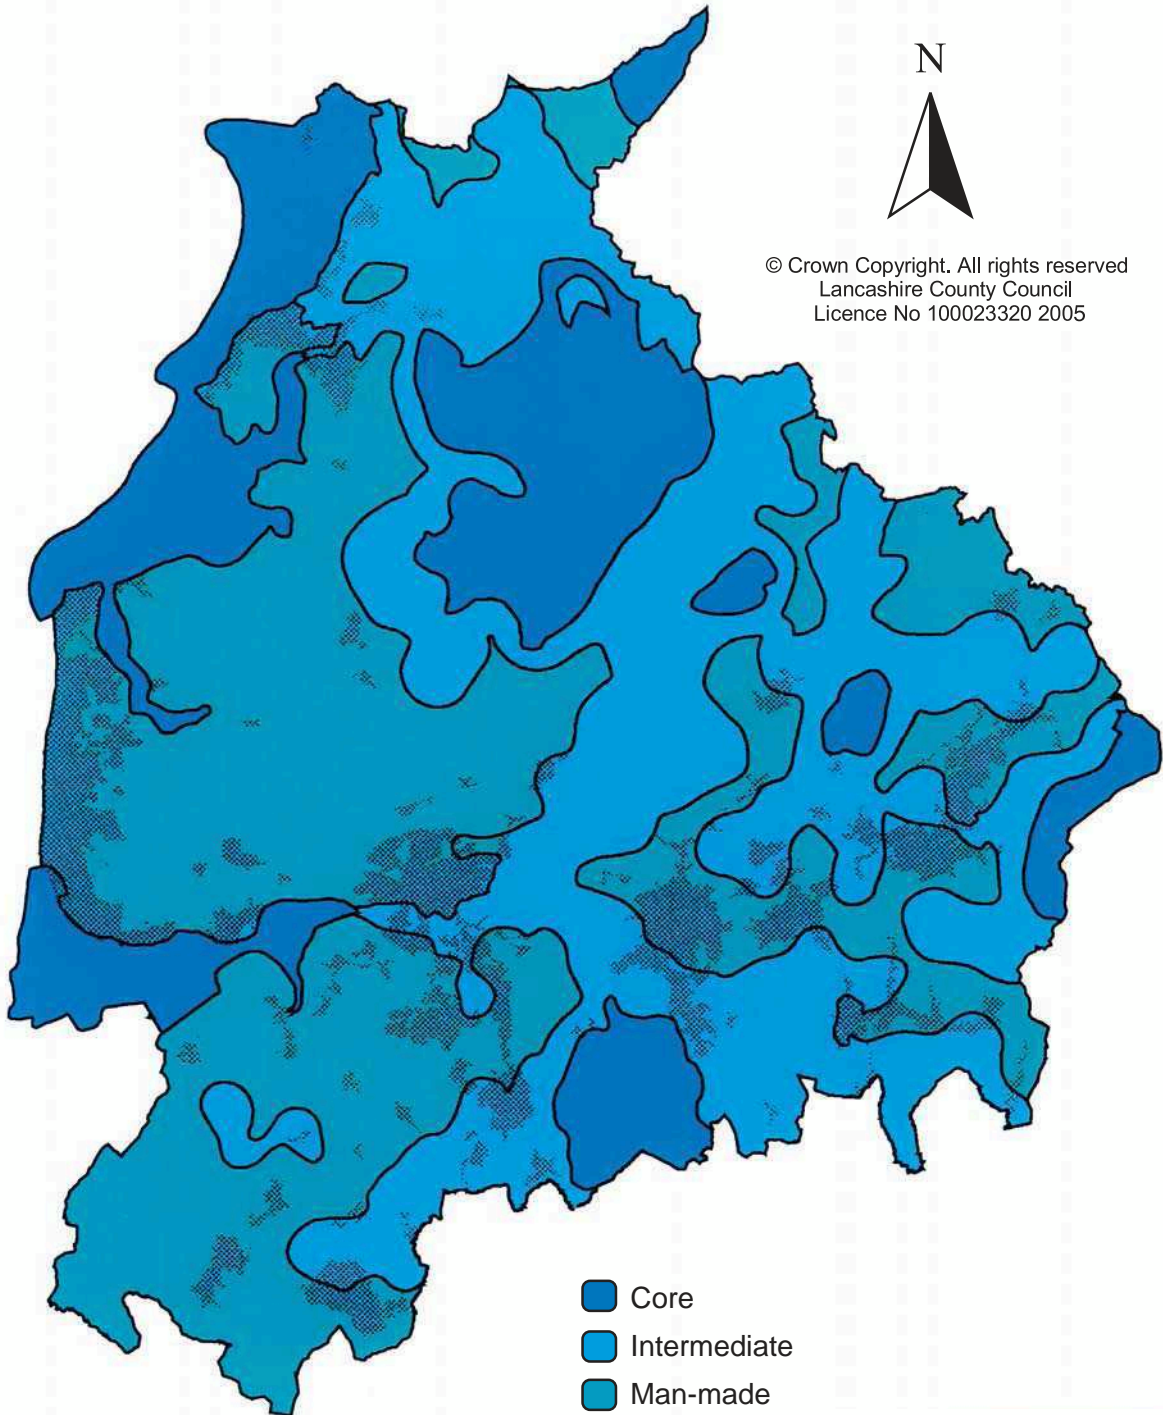 N
© Crown Copyright. All rights reserved
Lancashire County Council
Licence No 100023320 2005
Core
Intermediate
Man-made